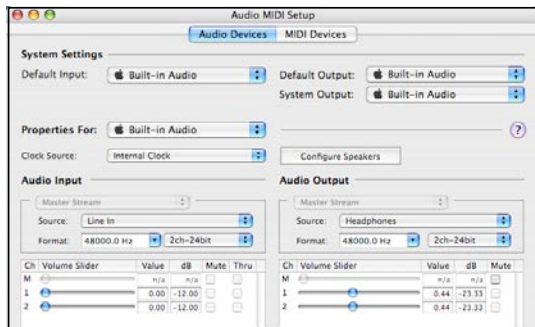 Audio MIDI Setup
Audio Devices MIDI Devices
System Settings
Default Input: Built-in Audio Default Output: Built-in Audio
System Output: Built-in Audio
Properties For: Built-in Audio ?
Clock Source: Internal Clock Configure Speakers
Audio Input Audio Output
Master Stream Master Stream
Source: Line In Source: Headphones
Format: 48000.0 Hz 2ch-24bit Format: 48000.0 Hz 2ch-24bit
Ch Volume Slider Value dB Mute Thru Ch Volume Slider Value dB Mute
M n/a n/a M n/a n/a
1 0.00 -12.00 1 0.44 -23.33
2 0.00 -12.00 2 0.44 -23.33